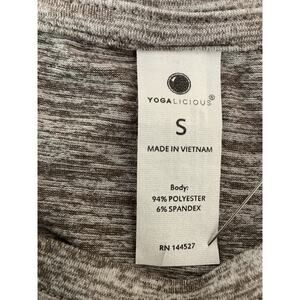 YOGALICIOUS®
S
MADE IN VIETNAM
Body:
94% POLYESTER
6% SPANDEX
RN 144527